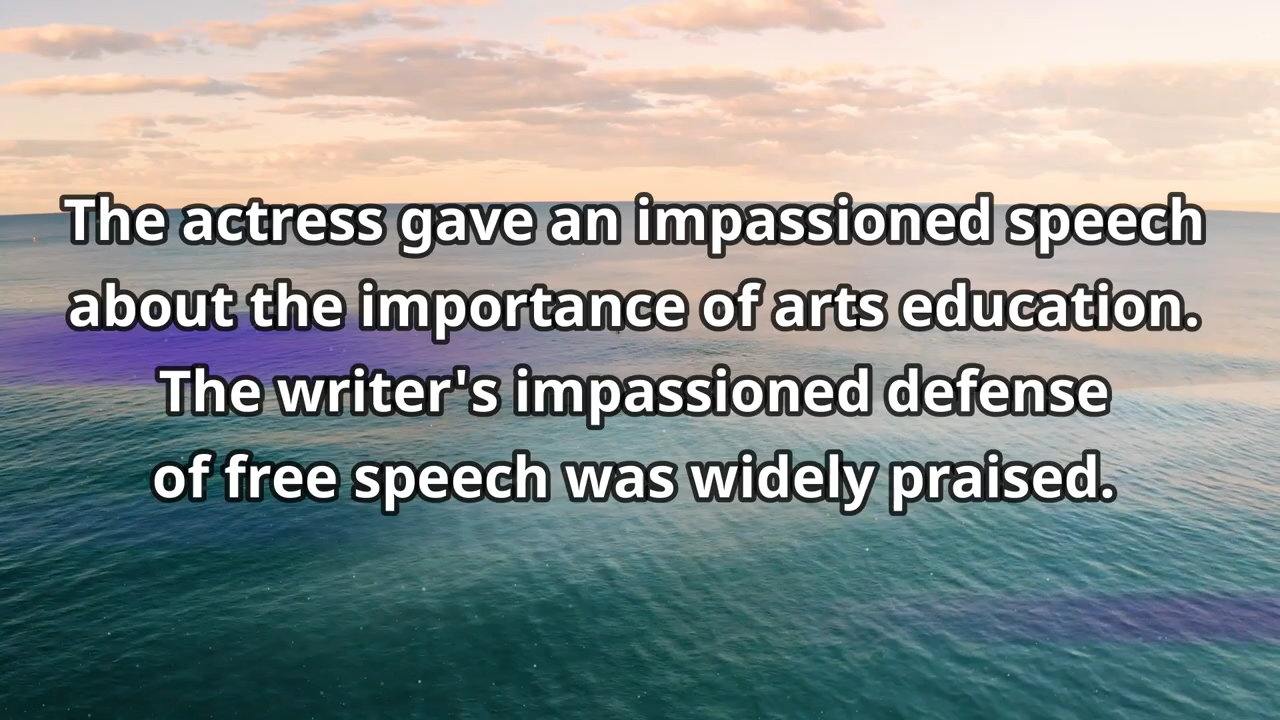 The actress gave an impassioned speech
about the importance of arts education.
The writer's impassioned defense
of free speech was widely praised.